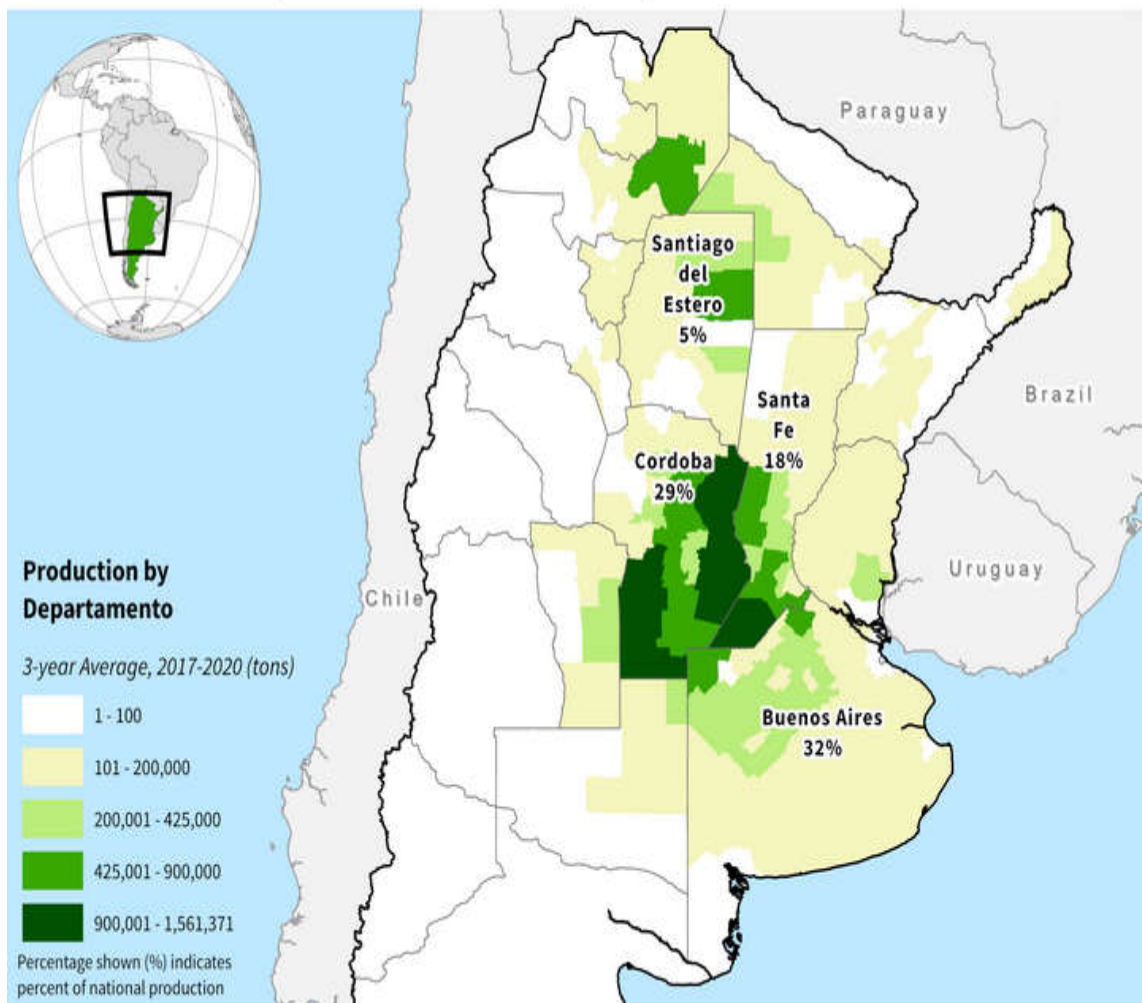 Paraguay
Santiago
del
Estero
5%
Brazil
Santa
Fe
18%
Cordoba
29%
Uruguay
Chile
Buenos Aires
32%
Production by
Departamento
3-year Average, 2017-2020 (tons)
1 - 100
101 - 200,000
200,001 - 425,000
425,001 - 900,000
900,001 - 1,561,371
Percentage shown (%) indicates
percent of national production